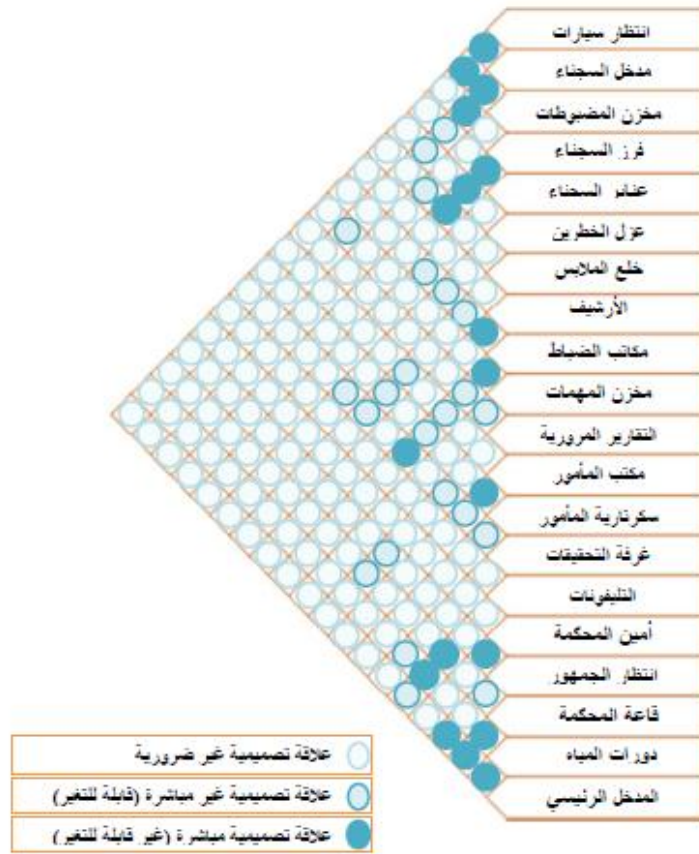 انتظار سيارات
مدخل السجناء
مخزن المضبوطات
فرز السجناء
عنابر السجناء
عزل الخطرين
خلع الملابس
الأرشيف
مكاتب الضباط
مخزن المهمات
التقارير المرورية
مكتب المأمور
سكرتارية المأمور
غرفة التحقيقات
التليفونات
أمين المحكمة
انتظار الجمهور
قاعة المحكمة
دورات المياه
المدخل الرئيسي
علاقة تصميمية غير ضرورية
علاقة تصميمية غير مباشرة (قابلة للتغير)
علاقة تصميمية مباشرة (غير قابلة للتغير)